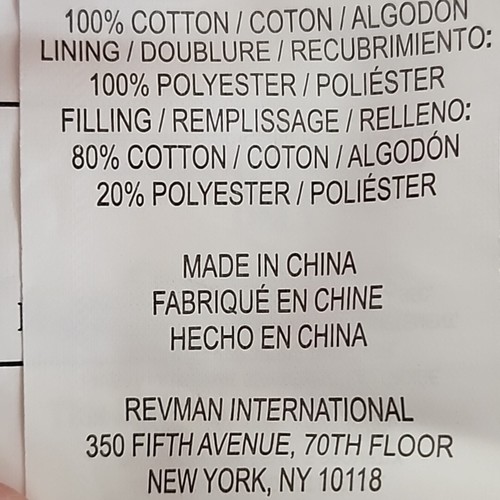 100% COTTON / COTON / ALGODÓN
LINING / DOUBLURE / RECUBRIMIENTO:
100% POLYESTER / POLIÉSTER
FILLING / REMPLISSAGE / RELLENO:
80% COTTON / COTON / ALGODÓN
20% POLYESTER / POLIÉSTER
MADE IN CHINA
FABRIQUÉ EN CHINE
HECHO EN CHINA
REVMAN INTERNATIONAL
350 FIFTH AVENUE, 70TH FLOOR
NEW YORK, NY 10118